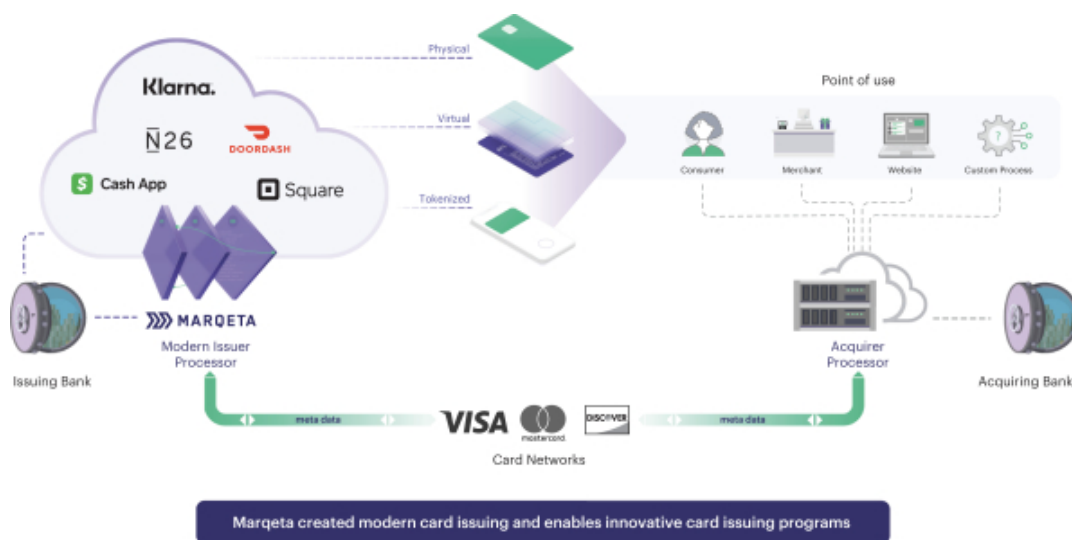 Physical
Klarna.
Point of use
N26
DOORDASH
Virtual
Cash App
Square
Consumer
Merchant
Website
Custom Process
Tokenized
MARQETA
Modern Issuer
Processor
Issuing Bank
Acquirer
Processor
Acquiring Bank
meta data
VISA
mastercard
DISCOVER
meta data
Card Networks
Marqeta created modern card issuing and enables innovative card issuing programs